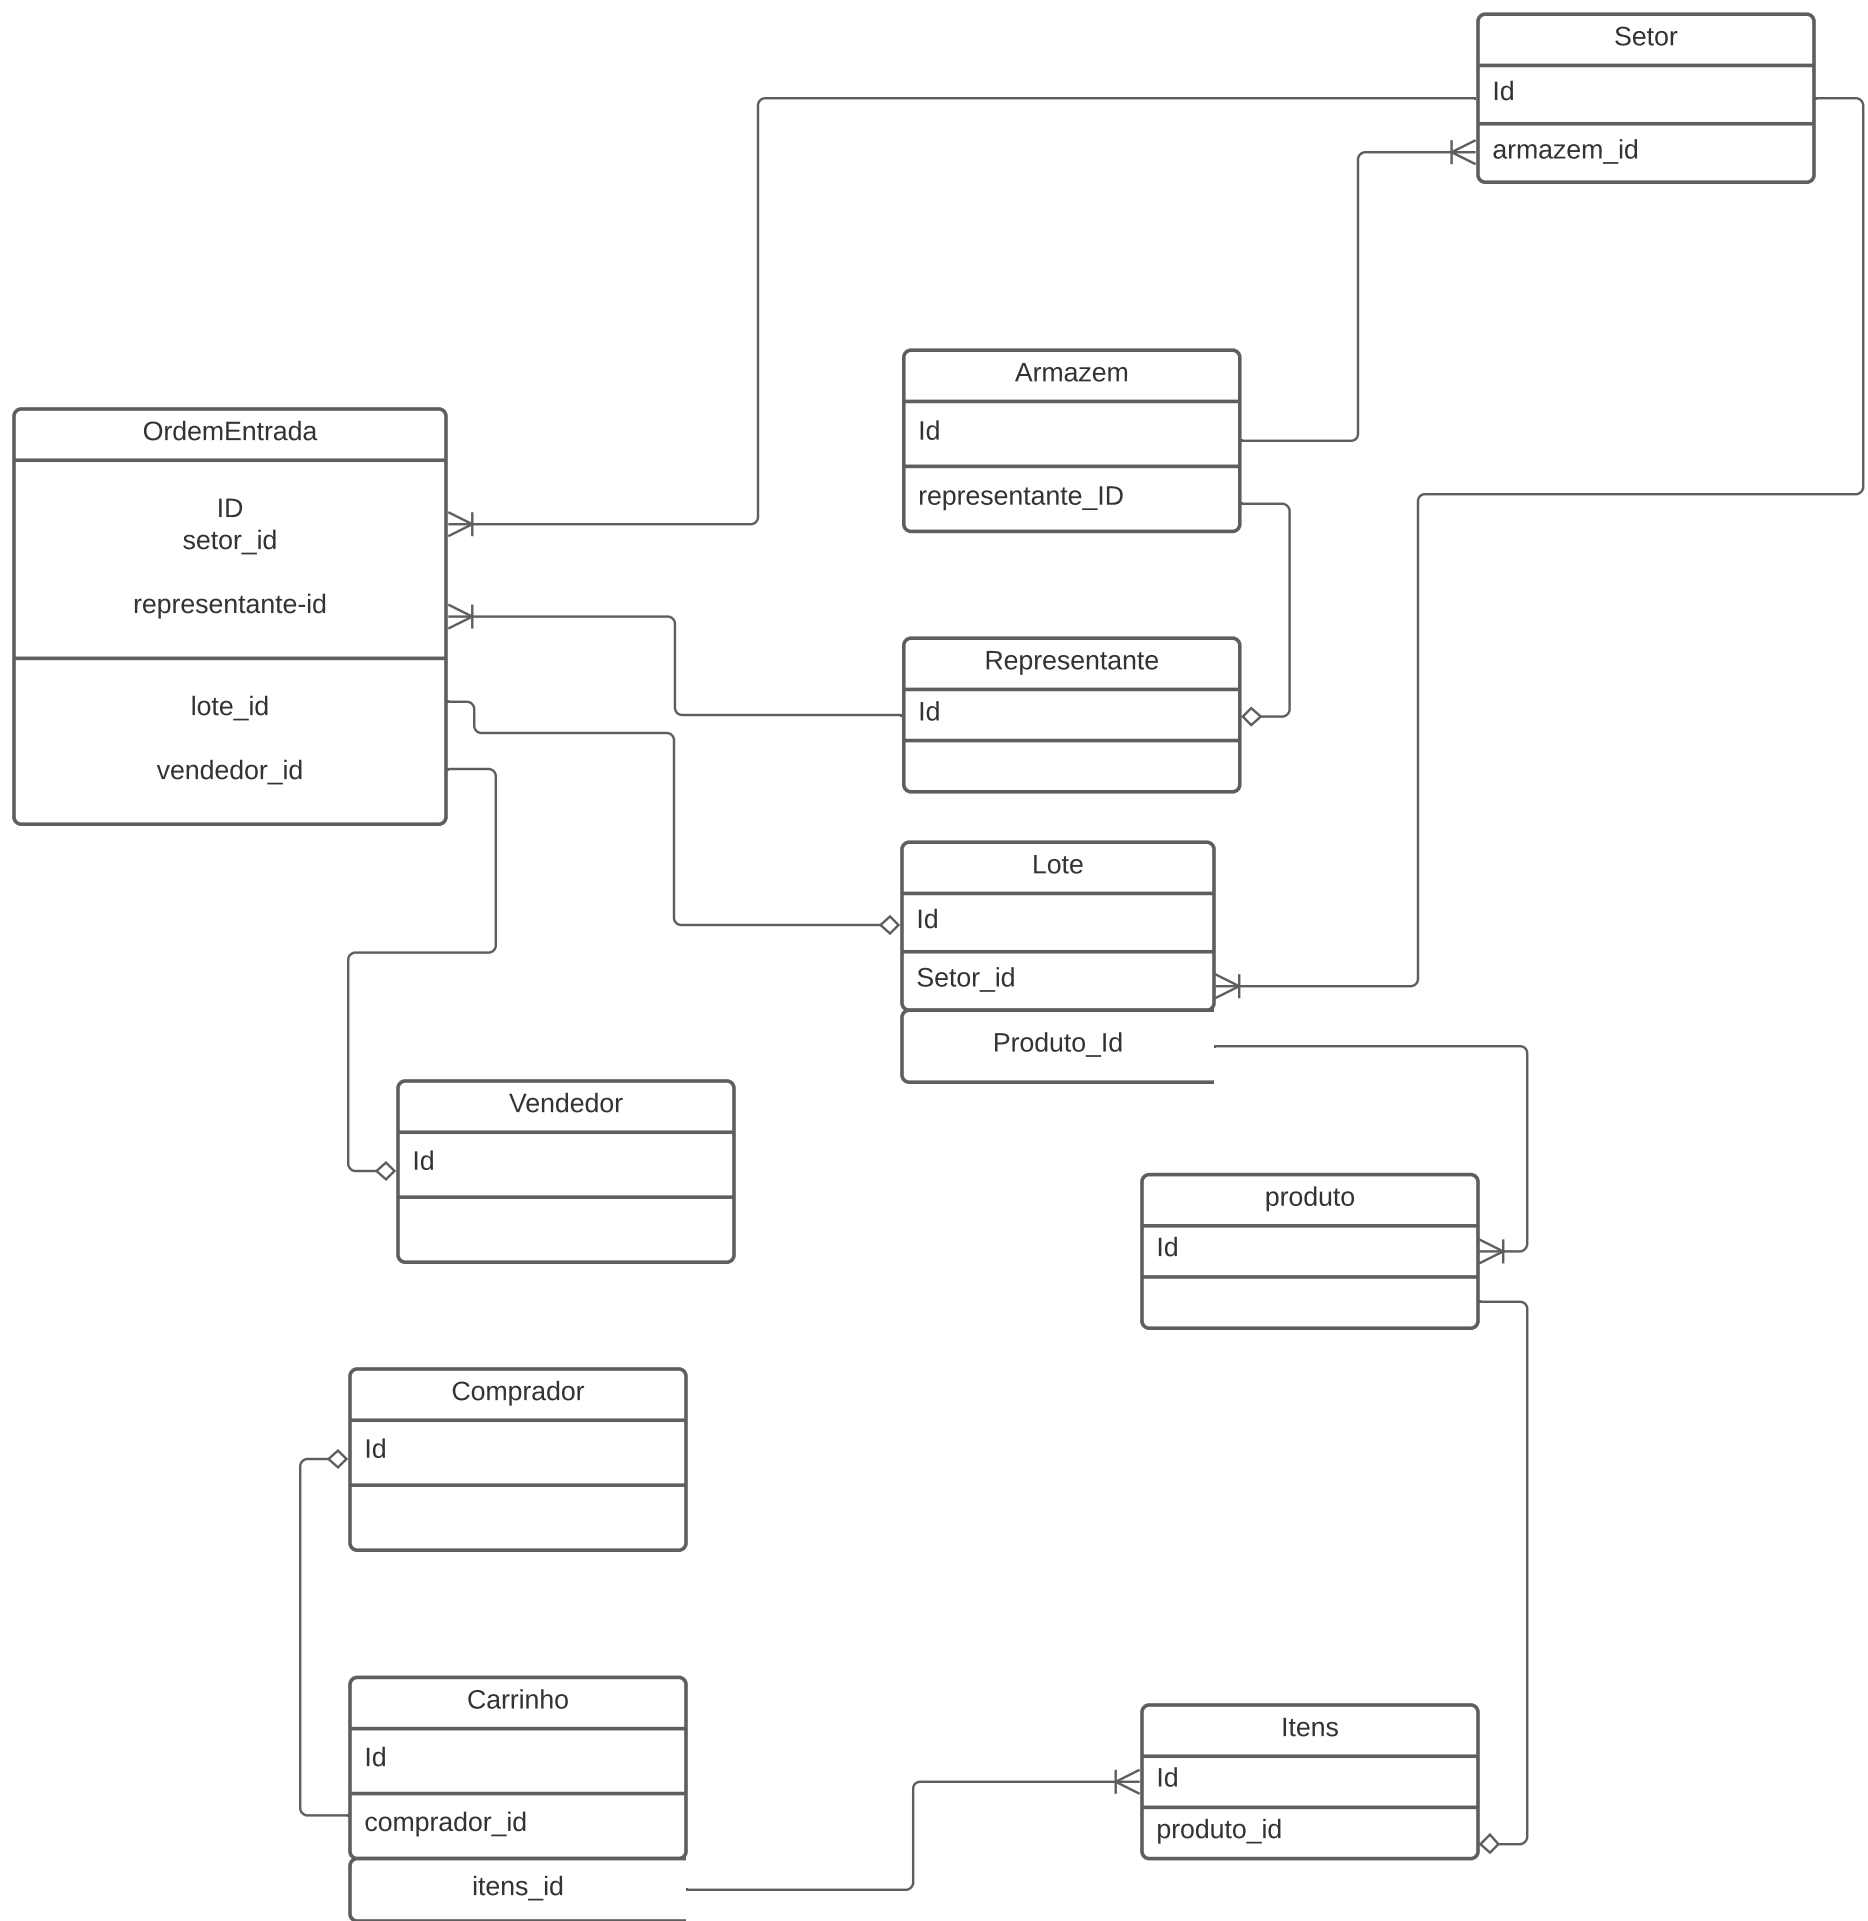 Setor
Id
armazem_id
Armazem
Id
representante_ID
OrdemEntrada
ID
setor_id
representante-id
lote_id
vendedor_id
Representante
Id
Lote
Id
Setor_id
Produto_Id
Vendedor
Id
produto
Id
Comprador
Id
Carrinho
Id
comprador_id
itens_id
Itens
Id
produto_id